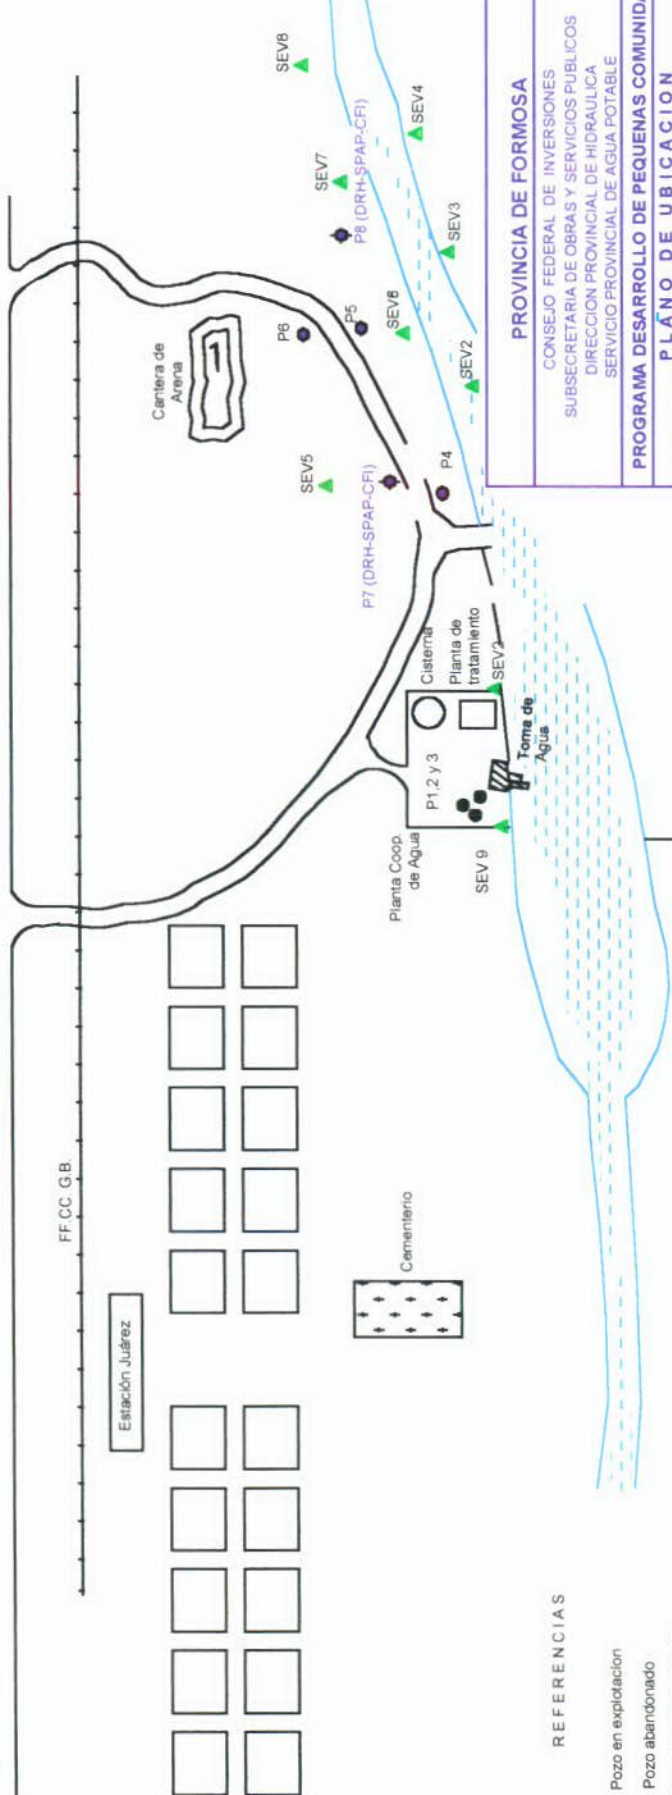 FF.CC. G.B.
Estación Juárez
Cantera de
Arena
SEV8
SEV7
P8 (DRH-SPAP-CFI)
P6
P5
SEV6
SEV4
SEV3
SEV2
SEV5
P7 (DRH-SPAP-CFI)
P4
Cisterna
Planta de
tratamiento
SEV2
P1,2 y 3
Toma de
Agua
Planta Coop.
de Agua
SEV 9
Cementerio
REFERENCIAS
Pozo en explotacion
Pozo abandonado
PROVINCIA DE FORMOSA
CONSEJO FEDERAL DE INVERSIONES
SUBSECRETARIA DE OBRAS Y SERVICIOS PUBLICOS
DIRECCION PROVINCIAL DE HIDRAULICA
SERVICIO PROVINCIAL DE AGUA POTABLE
PROGRAMA DESARROLLO DE PEQUENAS COMUNIDA
PLANO DE UBICACION